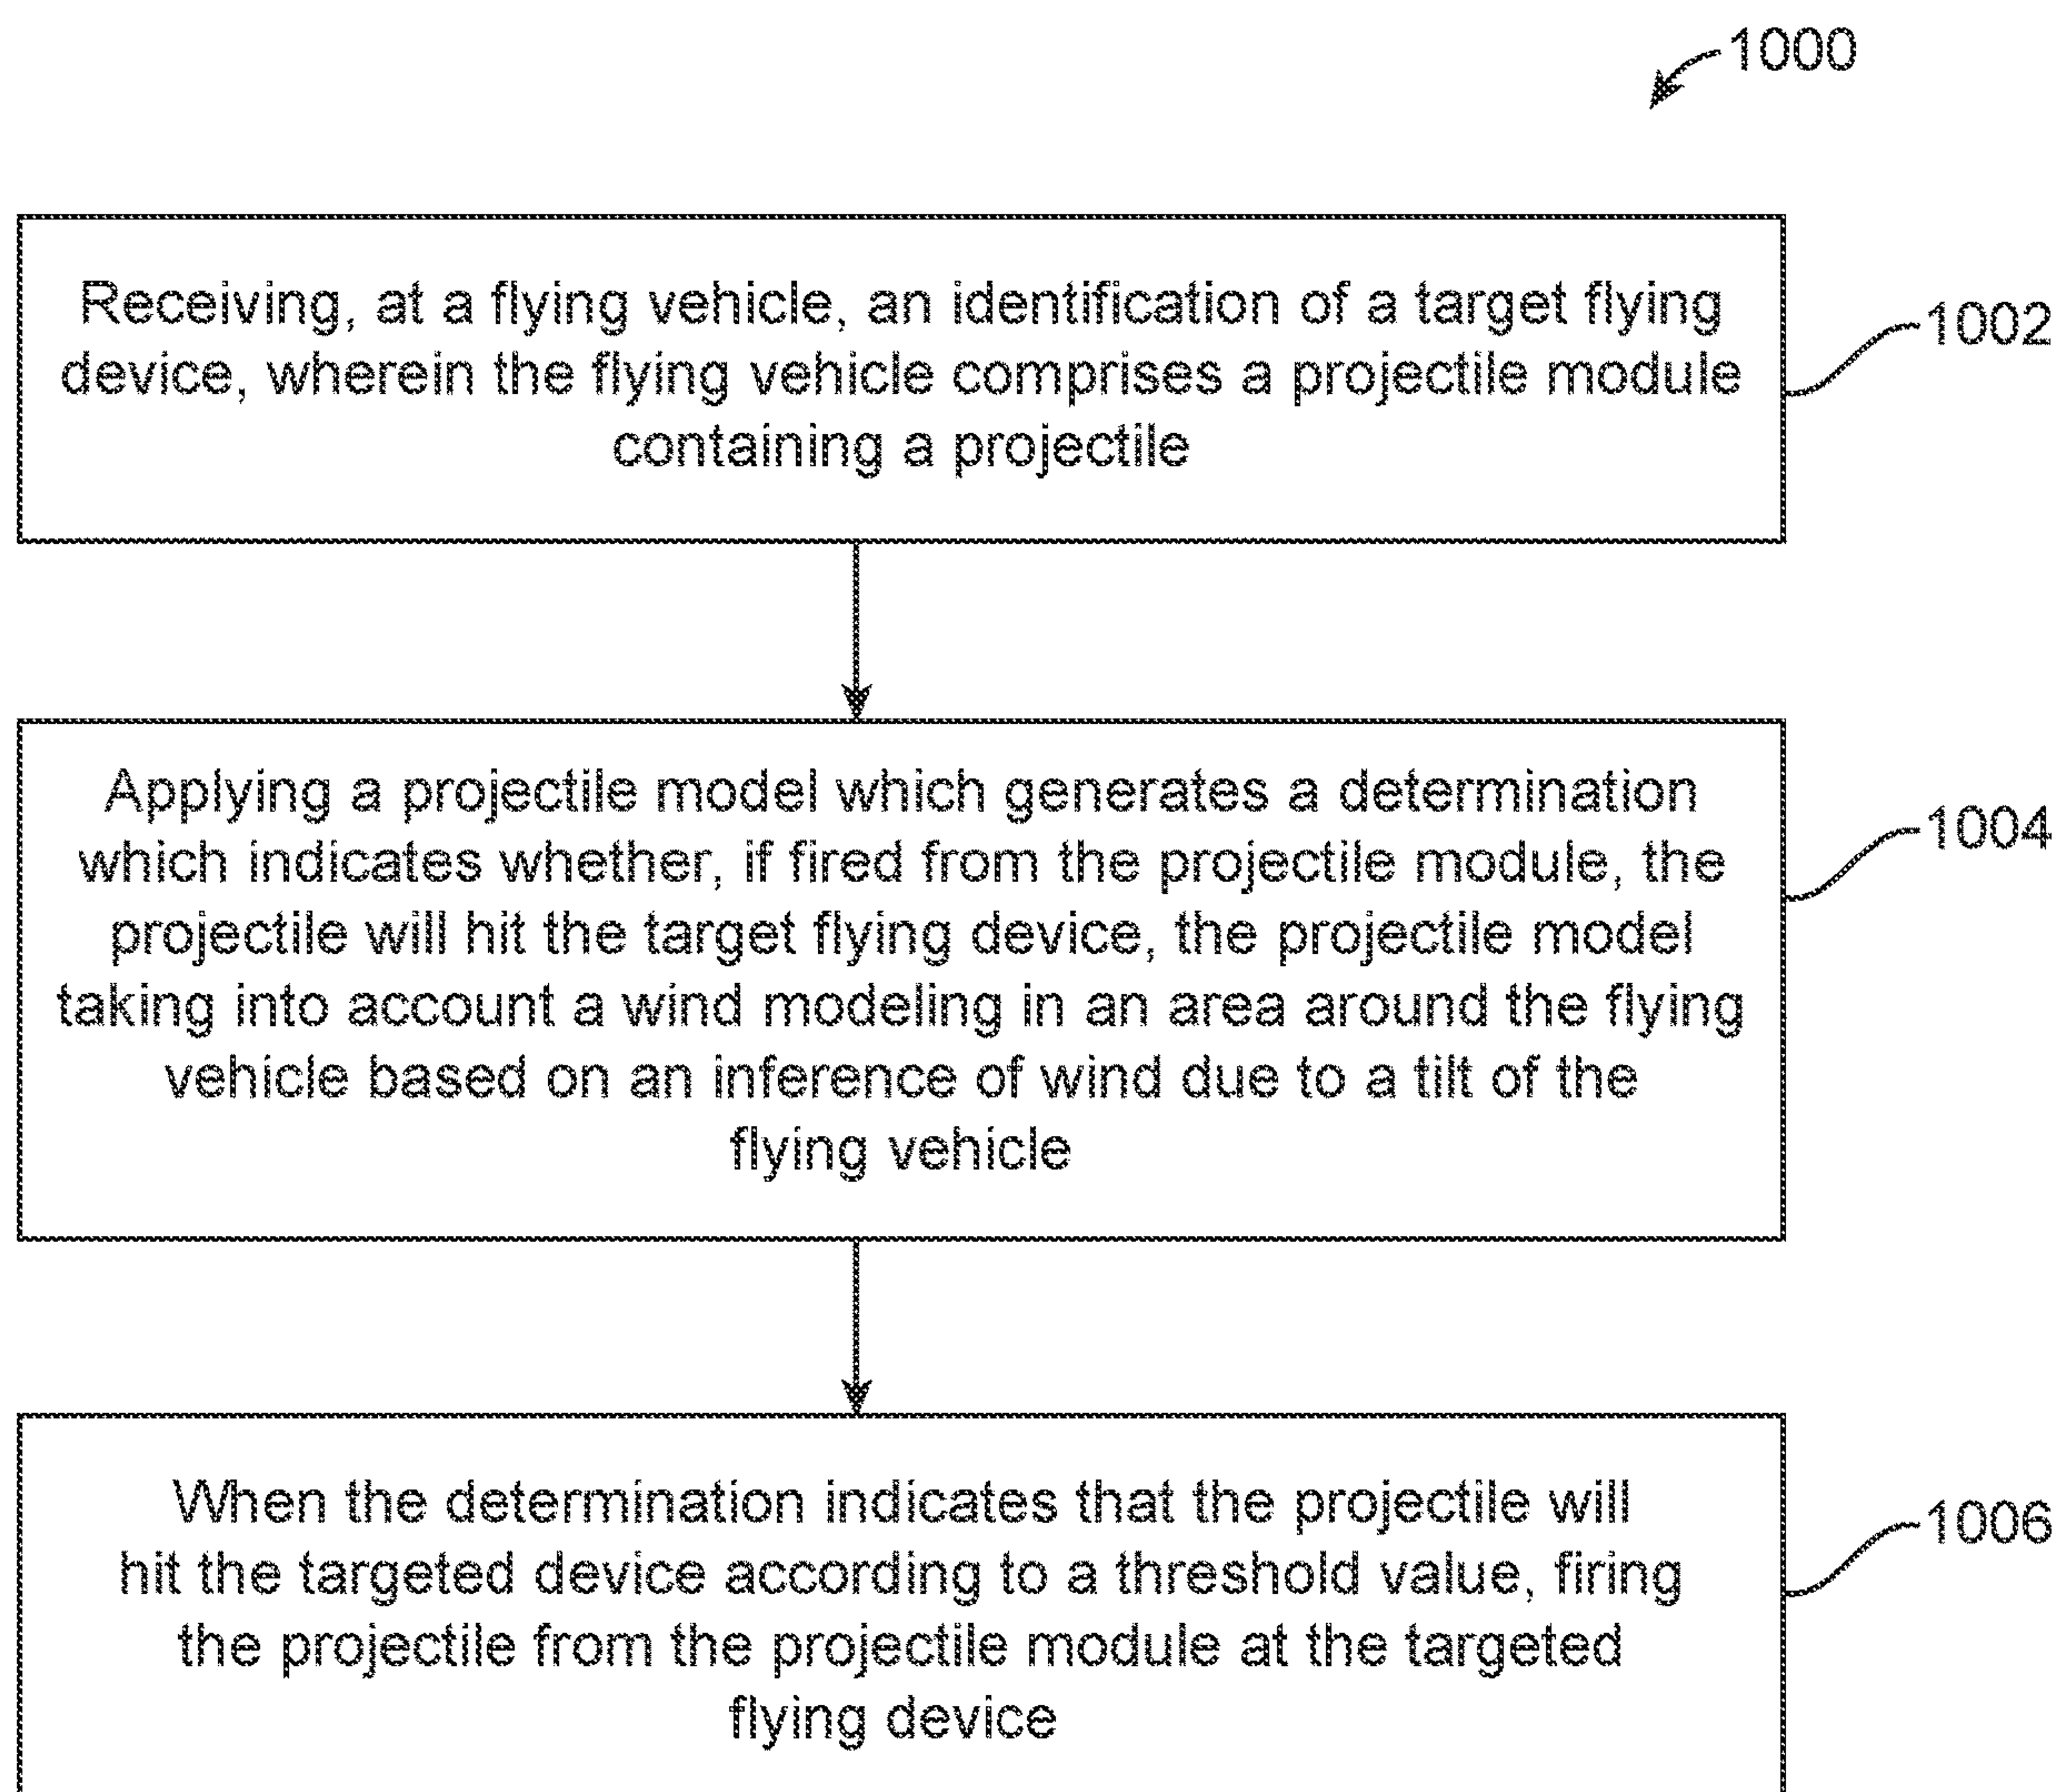 1000
Receiving, at a flying vehicle, an identification of a target flying
device, wherein the flying vehicle comprises a projectile module
containing a projectile
1002
Applying a projectile model which generates a determination
which indicates whether, if fired from the projectile module, the
projectile will hit the target flying device, the projectile model
taking into account a wind modeling in an area around the flying
vehicle based on an inference of wind due to a tilt of the
flying vehicle
1004
When the determination indicates that the projectile will
hit the targeted device according to a threshold value, firing
the projectile from the projectile module at the targeted
flying device
1006